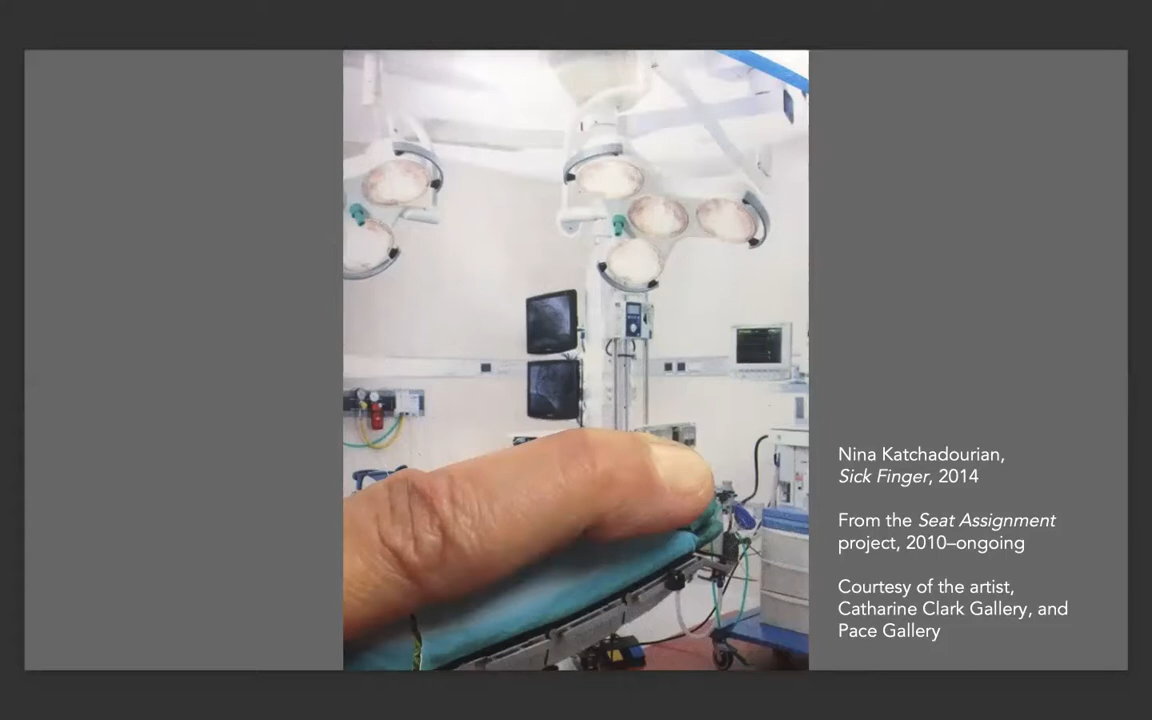 Nina Katchadourian,
Sick Finger, 2014
From the Seat Assignment
project, 2010–ongoing
Courtesy of the artist,
Catharine Clark Gallery, and
Pace Gallery